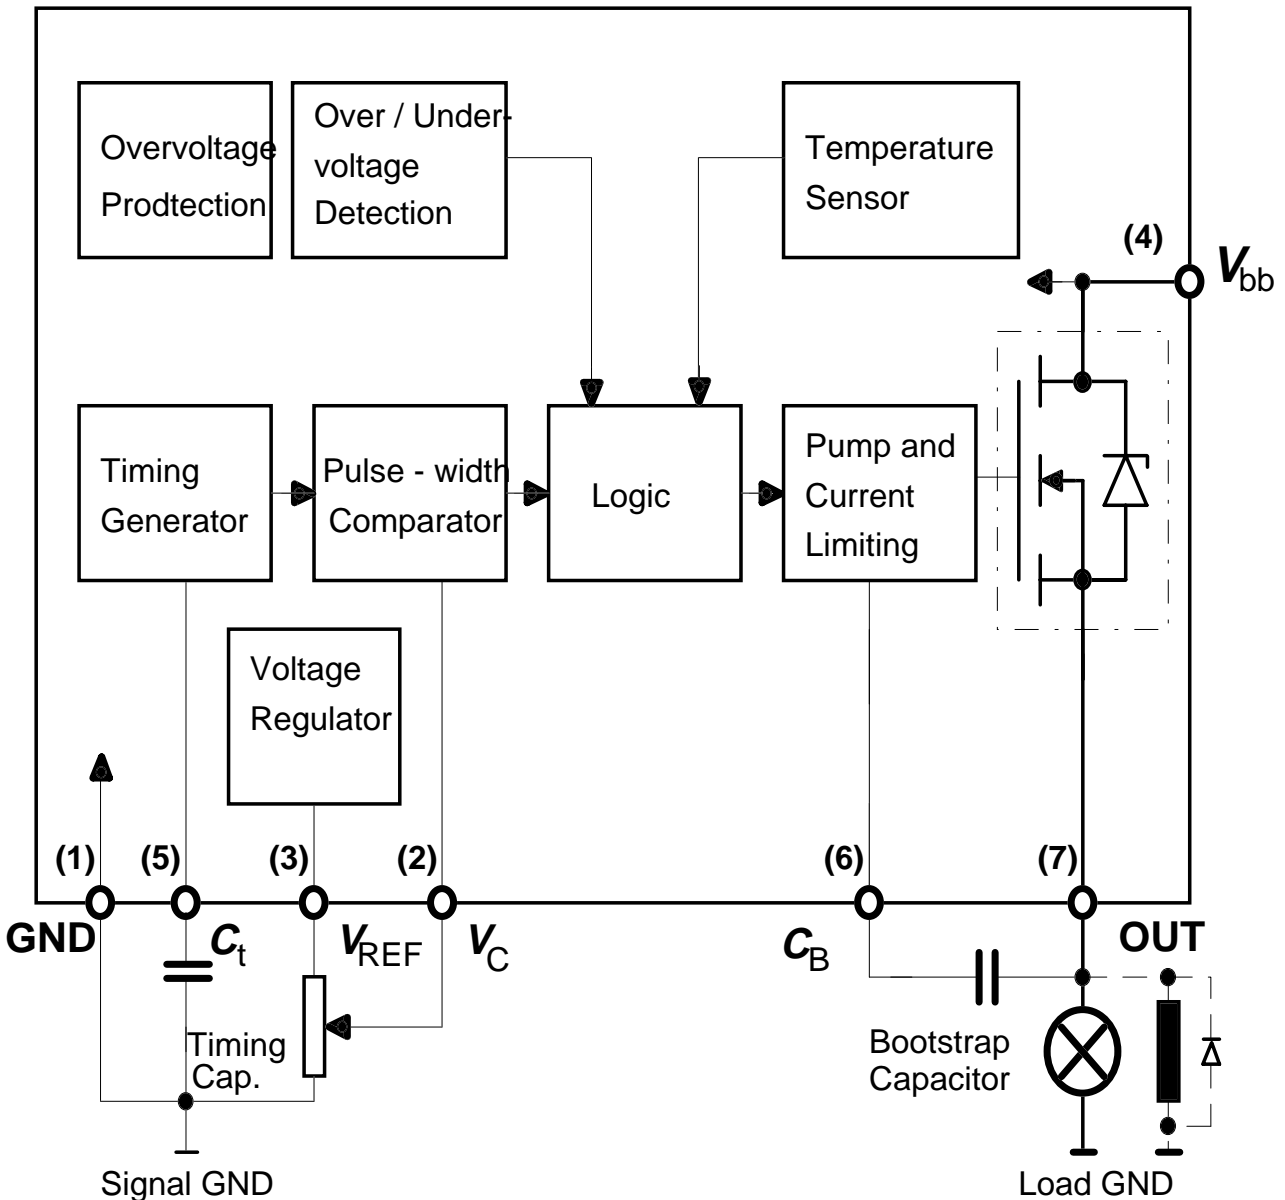 Overvoltage
Prodtection
Over / Under-
voltage
Detection
Temperature
Sensor
(4)
Vbb
Timing
Generator
Pulse - width
Comparator
Logic
Pump and
Current
Limiting
Voltage
Regulator
(1)
(5)
(3)
(2)
(6)
(7)
GND
Ct
VREF
VC
CB
OUT
Timing
Cap.
Bootstrap
Capacitor
Signal GND
Load GND